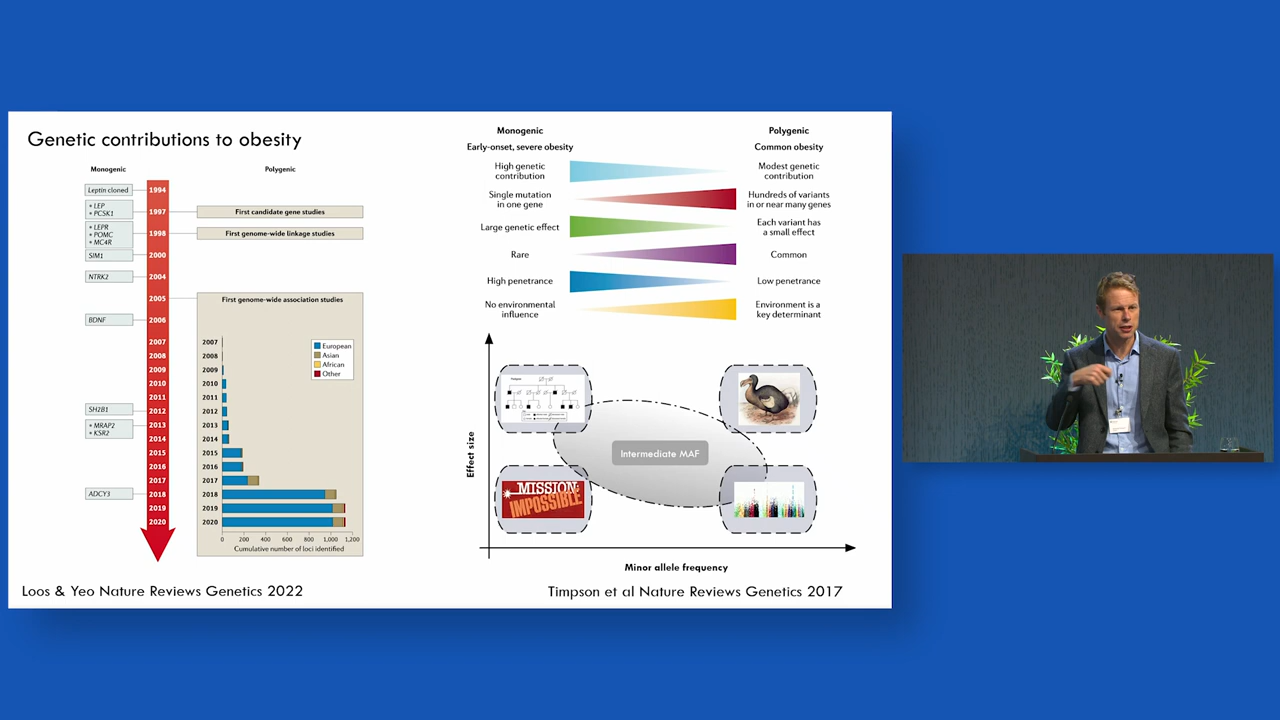 Genetic contributions to obesity
Monogenic
Polygenic
Leptin cloned
1994
• LEP
• PCSK1
1997
First candidate gene studies
• LEPR
• POMC
• MC4R
1998
First genome-wide linkage studies
SIM1
2000
NTRK2
2004
2005
First genome-wide association studies
BDNF
2006
2007
2008
2009
2010
2011
SH2B1
2012
• MRAP2
• KSR2
2013
2014
2015
2016
2017
ADCY3
2018
2019
2020
2007
2008
2009
2010
2011
2012
2013
2014
2015
2016
2017
2018
2019
2020
European
Asian
African
Other
0 200 400 600 800 1,000 1,200
Cumulative number of loci identified
Loos & Yeo Nature Reviews Genetics 2022
Monogenic
Polygenic
Early-onset, severe obesity
Common obesity
High genetic
contribution
Modest genetic
contribution
Single mutation
in one gene
Hundreds of variants
in or near many genes
Large genetic effect
Each variant has
a small effect
Rare
Common
High penetrance
Low penetrance
No environmental
influence
Environment is a
key determinant
Effect size
Intermediate MAF
MISSION:
IMPOSSIBLE
Minor allele frequency
Timpson et al Nature Reviews Genetics 2017